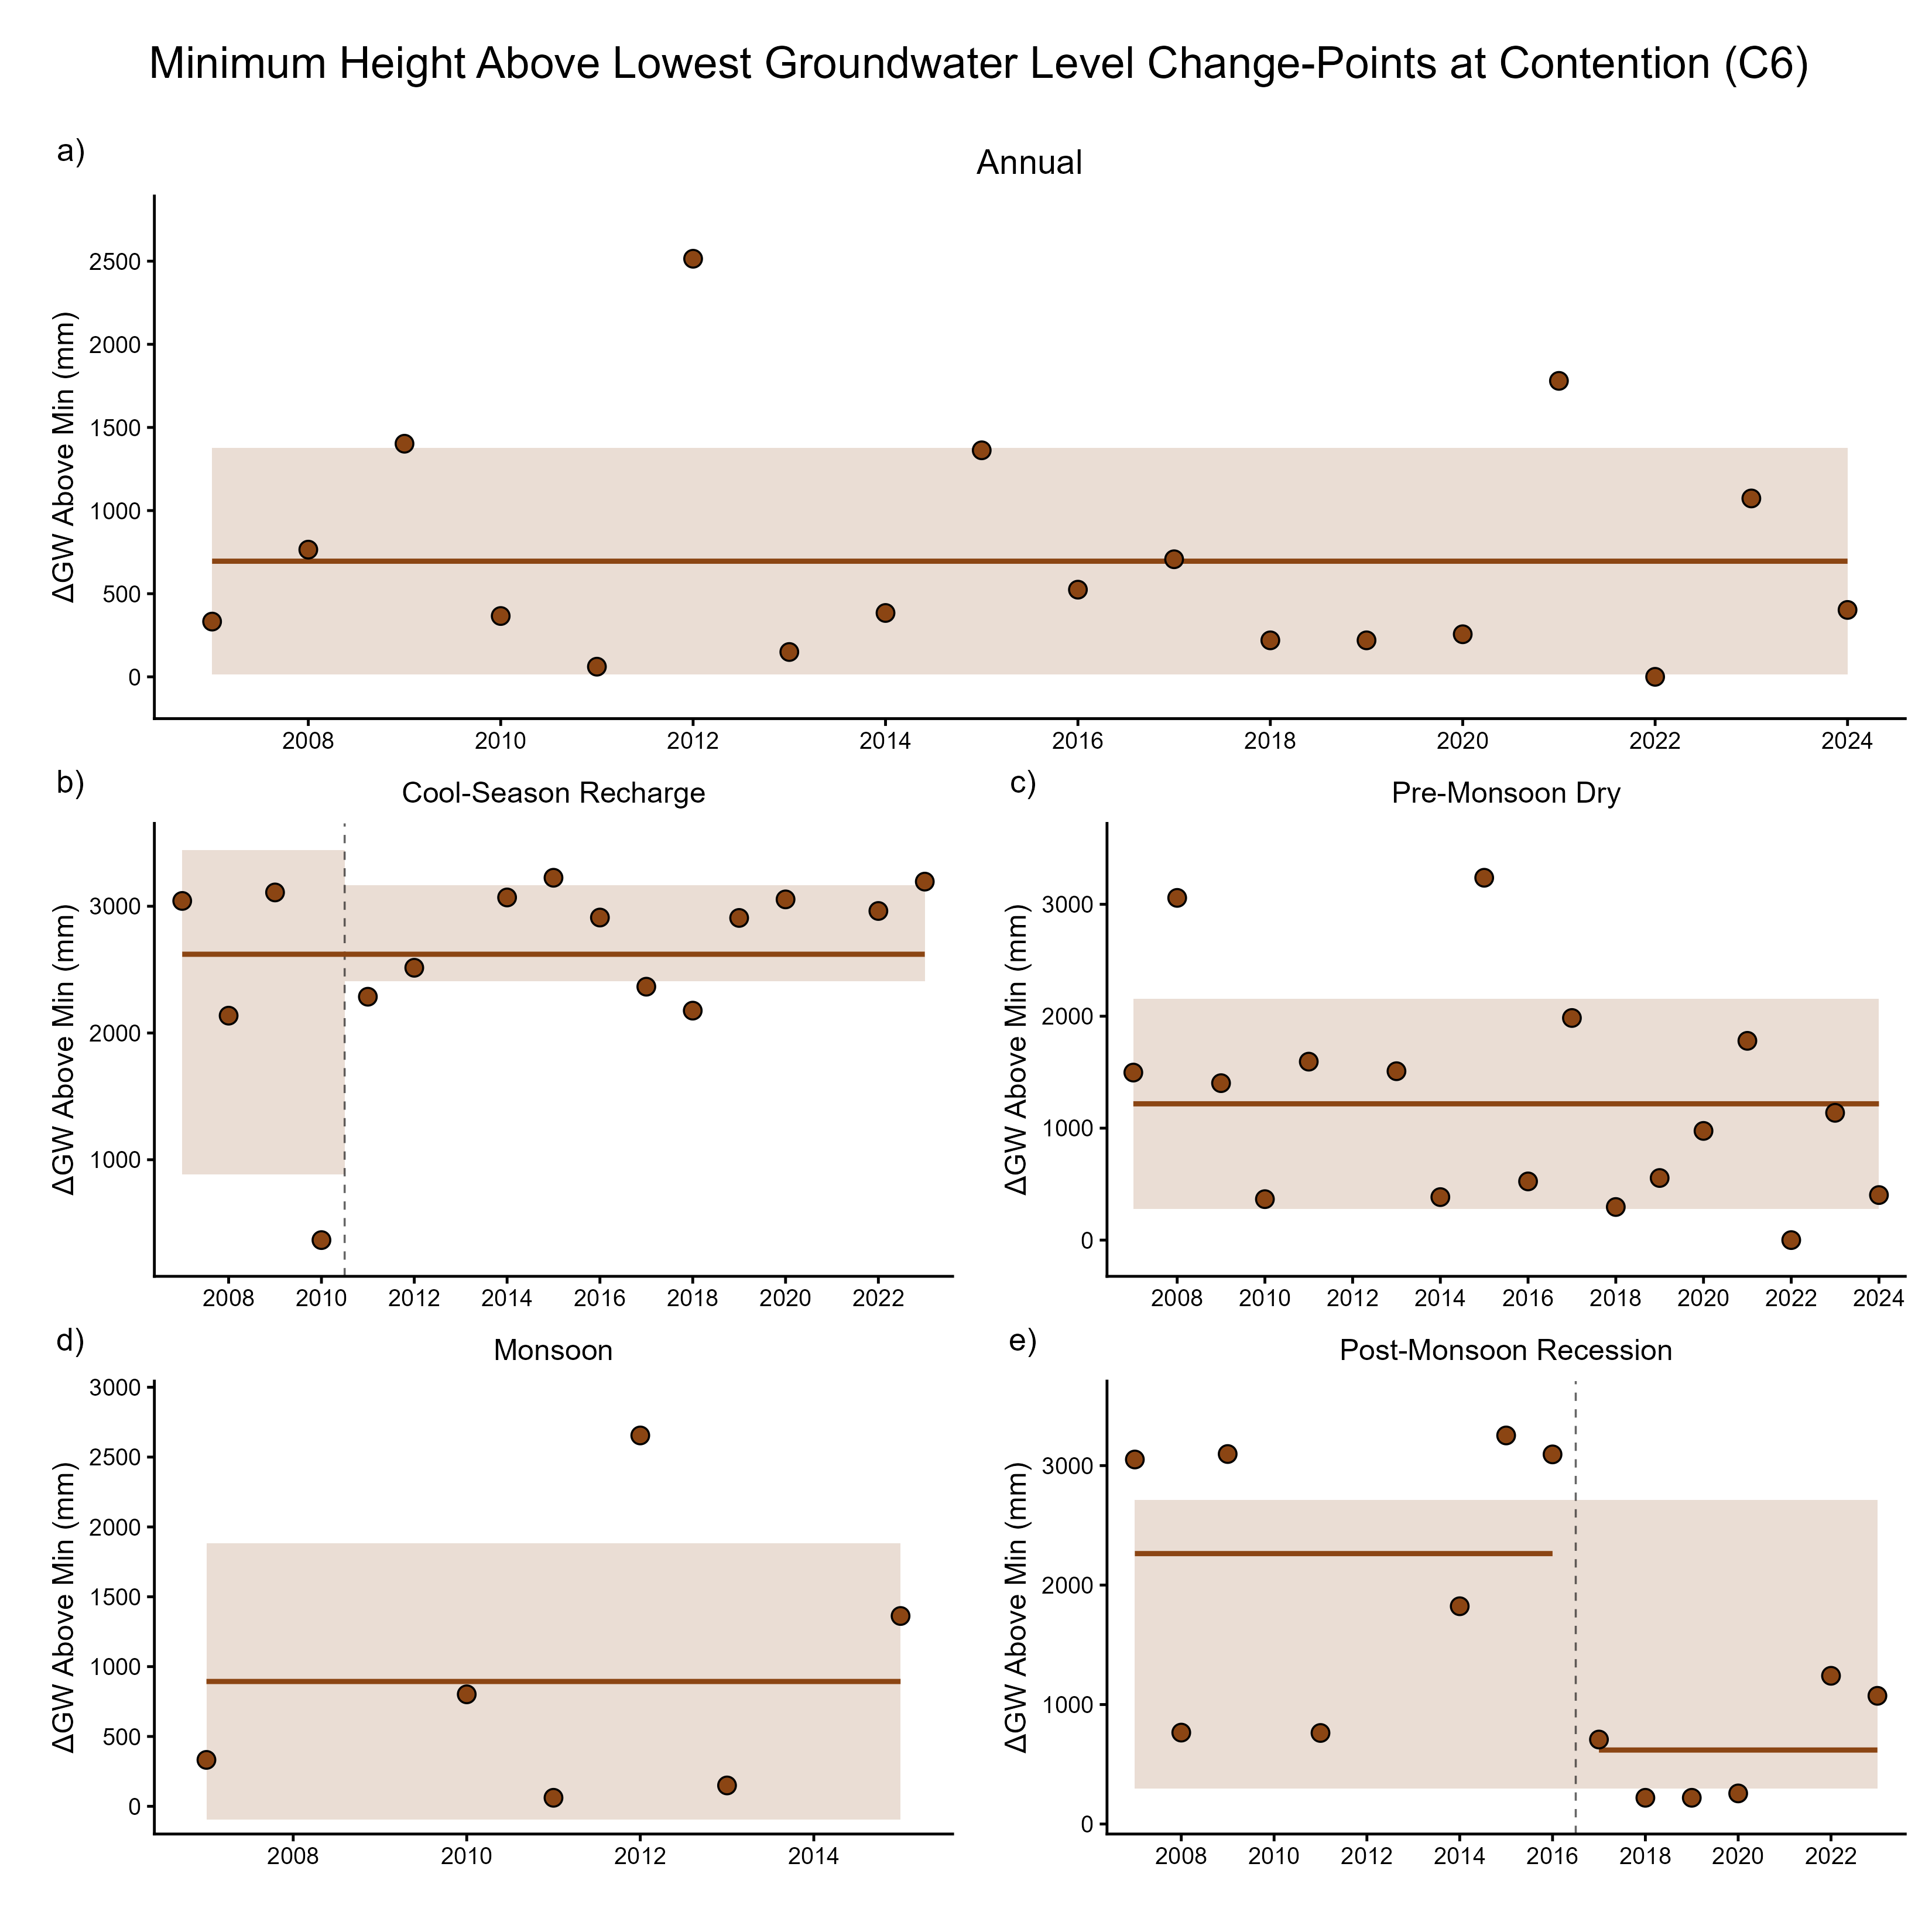 Minimum Height Above Lowest Groundwater Level Change-Points at Contention (C6)
a)
Annual
ΔGW Above Min (mm)
2500
2000
1500
1000
500
0
2008 2010 2012 2014 2016 2018 2020 2022 2024
b)
Cool-Season Recharge
ΔGW Above Min (mm)
3000
2000
1000
2008 2010 2012 2014 2016 2018 2020 2022
c)
Pre-Monsoon Dry
ΔGW Above Min (mm)
3000
2000
1000
0
2008 2010 2012 2014 2016 2018 2020 2022 2024
d)
Monsoon
ΔGW Above Min (mm)
3000
2500
2000
1500
1000
500
0
2008 2010 2012 2014
e)
Post-Monsoon Recession
ΔGW Above Min (mm)
3000
2000
1000
0
2008 2010 2012 2014 2016 2018 2020 2022